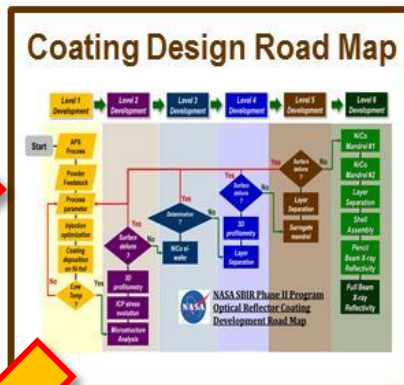 Coating Design Road Map
Level 1
Development
Level 2
Development
Level 3
Development
Level 4
Development
Level 5
Development
Level 6
Development
Start
APS
Process
Powder
Feedstock
Process
parameter
Injection
optimization
Coating
deposition
on Ni-foil
Low
Temp
?
No
Yes
Surface
deform
?
Yes
No
3D
profilometry
ICP stress
evolution
Microstructure
Analysis
Delamination
?
Yes
No
NiCo
wafer
Surface
deform
?
Yes
No
3D
profilometry
Layer
Separation
Surface
deform
?
Yes
No
Layer
Separation
Surrogate
mandrel
NiCo
Mandrel #1
NiCo
Mandrel #2
Layer
Separation
Shell
Assembly
Pencil
Beam X-ray
Reflectivity
Full Beam
X-ray
Reflectivity
NASA
NASA SBIR Phase II Program
Optical Reflector Coating
Development Road Map